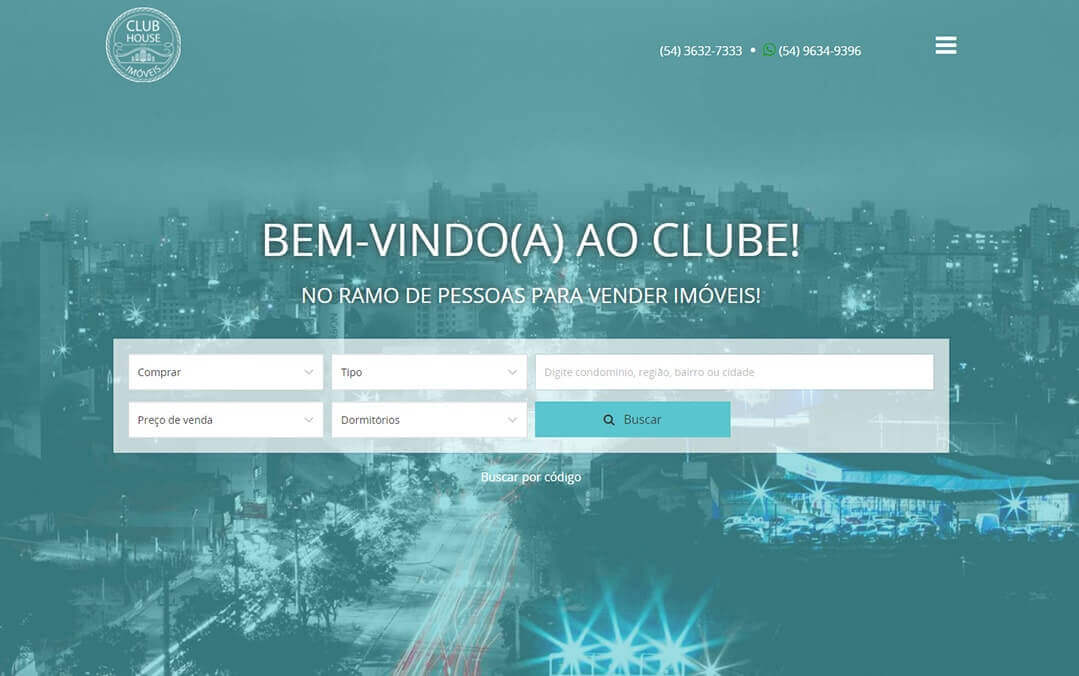 CLUB
HOUSE
IMÓVEIS
(54) 3632-7333 • (54) 9634-9396
BEM-VINDO(A) AO CLUBE!
NO RAMO DE PESSOAS PARA VENDER IMÓVEIS!
Comprar
Tipo
Digite condomínio, região, bairro ou cidade
Preço de venda
Dormitórios
Buscar
Buscar por código